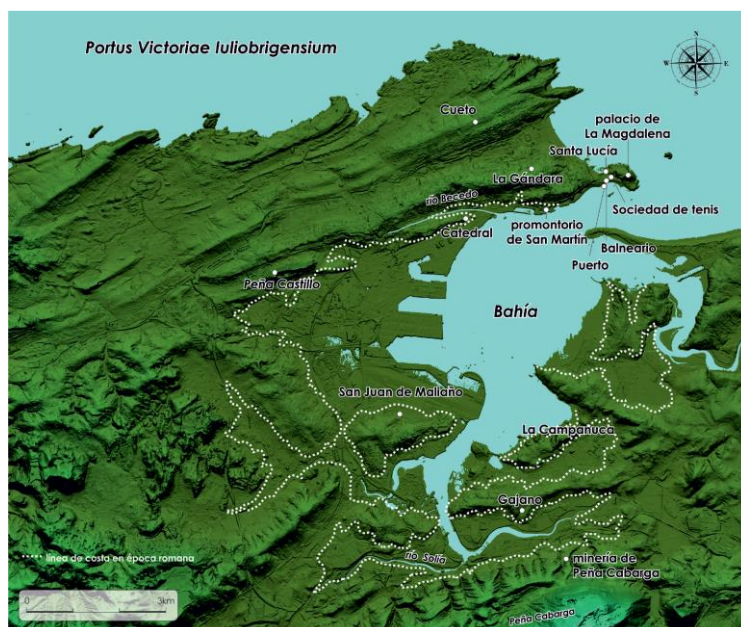 Portus Victoriae Iuliobrigensium
N
W
E
S
Cueto
palacio de
La Magdalena
Santa Lucía
La Gándara
río Becedo
Sociedad de tenis
Catedral
promontorio
de San Martín
Balneario
Puerto
Peña Castillo
Bahía
San Juan de Maliaño
La Campanuca
Gajano
línea de costa en época romana
río Solía
minería de
Peña Cabarga
0
3km
Peña Cabarga